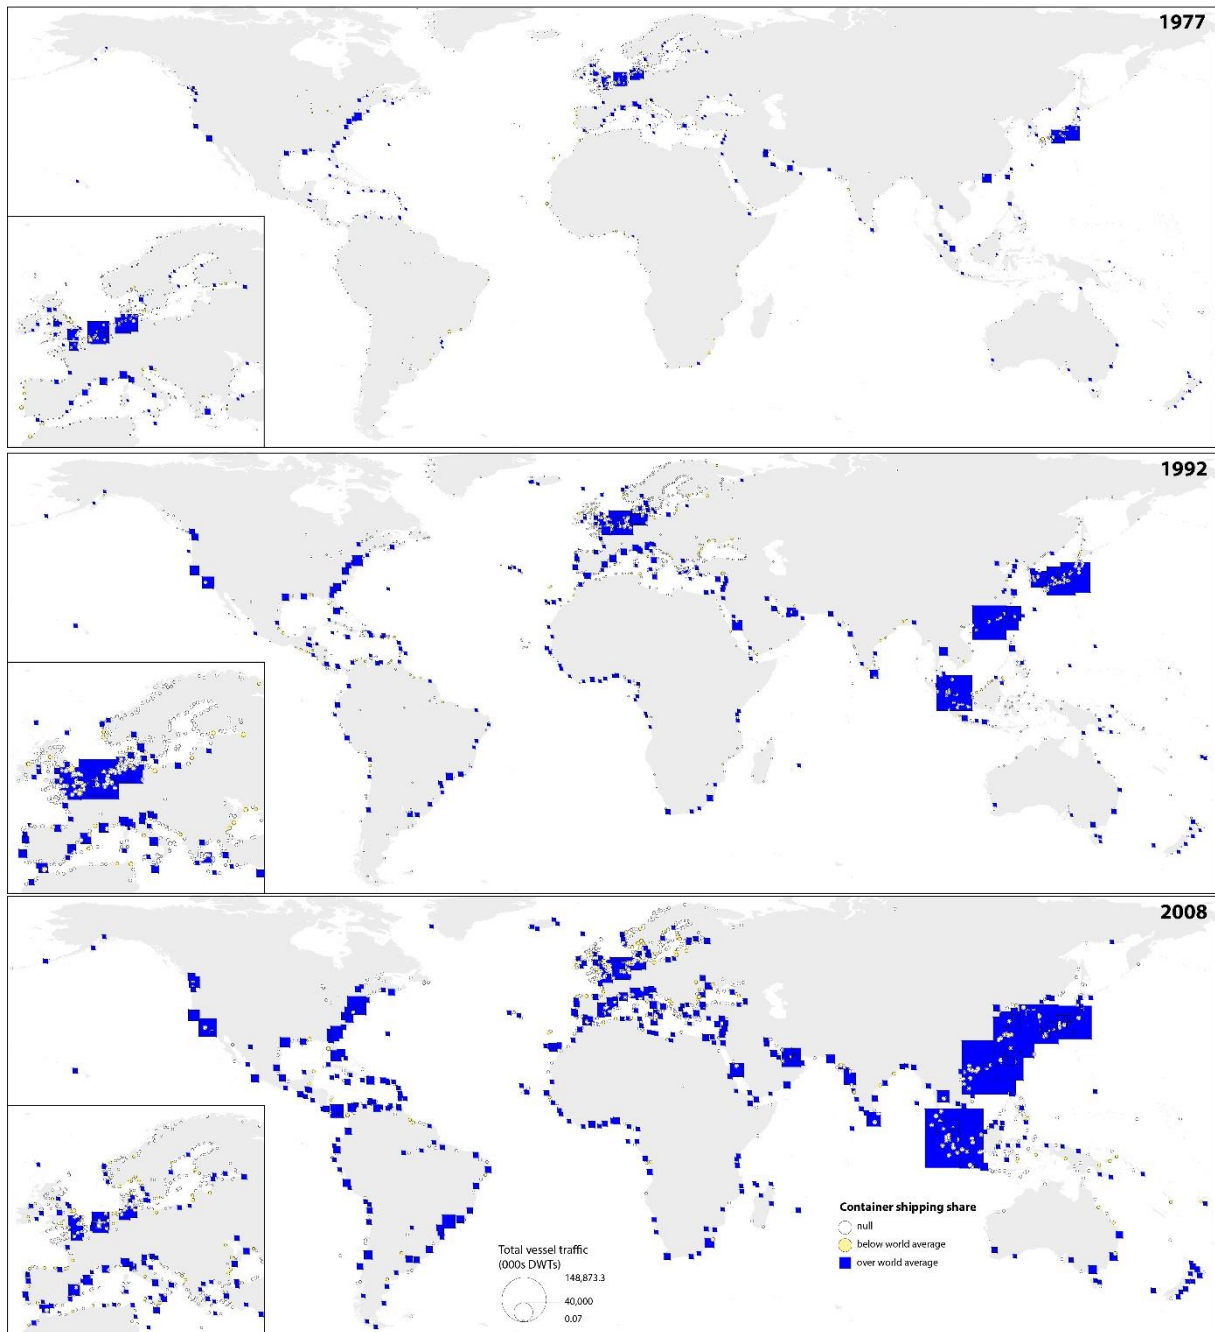 1977
1992
2008
Total vessel traffic
(000s DWTs)
148,873.3
40,000
0.07
Container shipping share
null
below world average
over world average